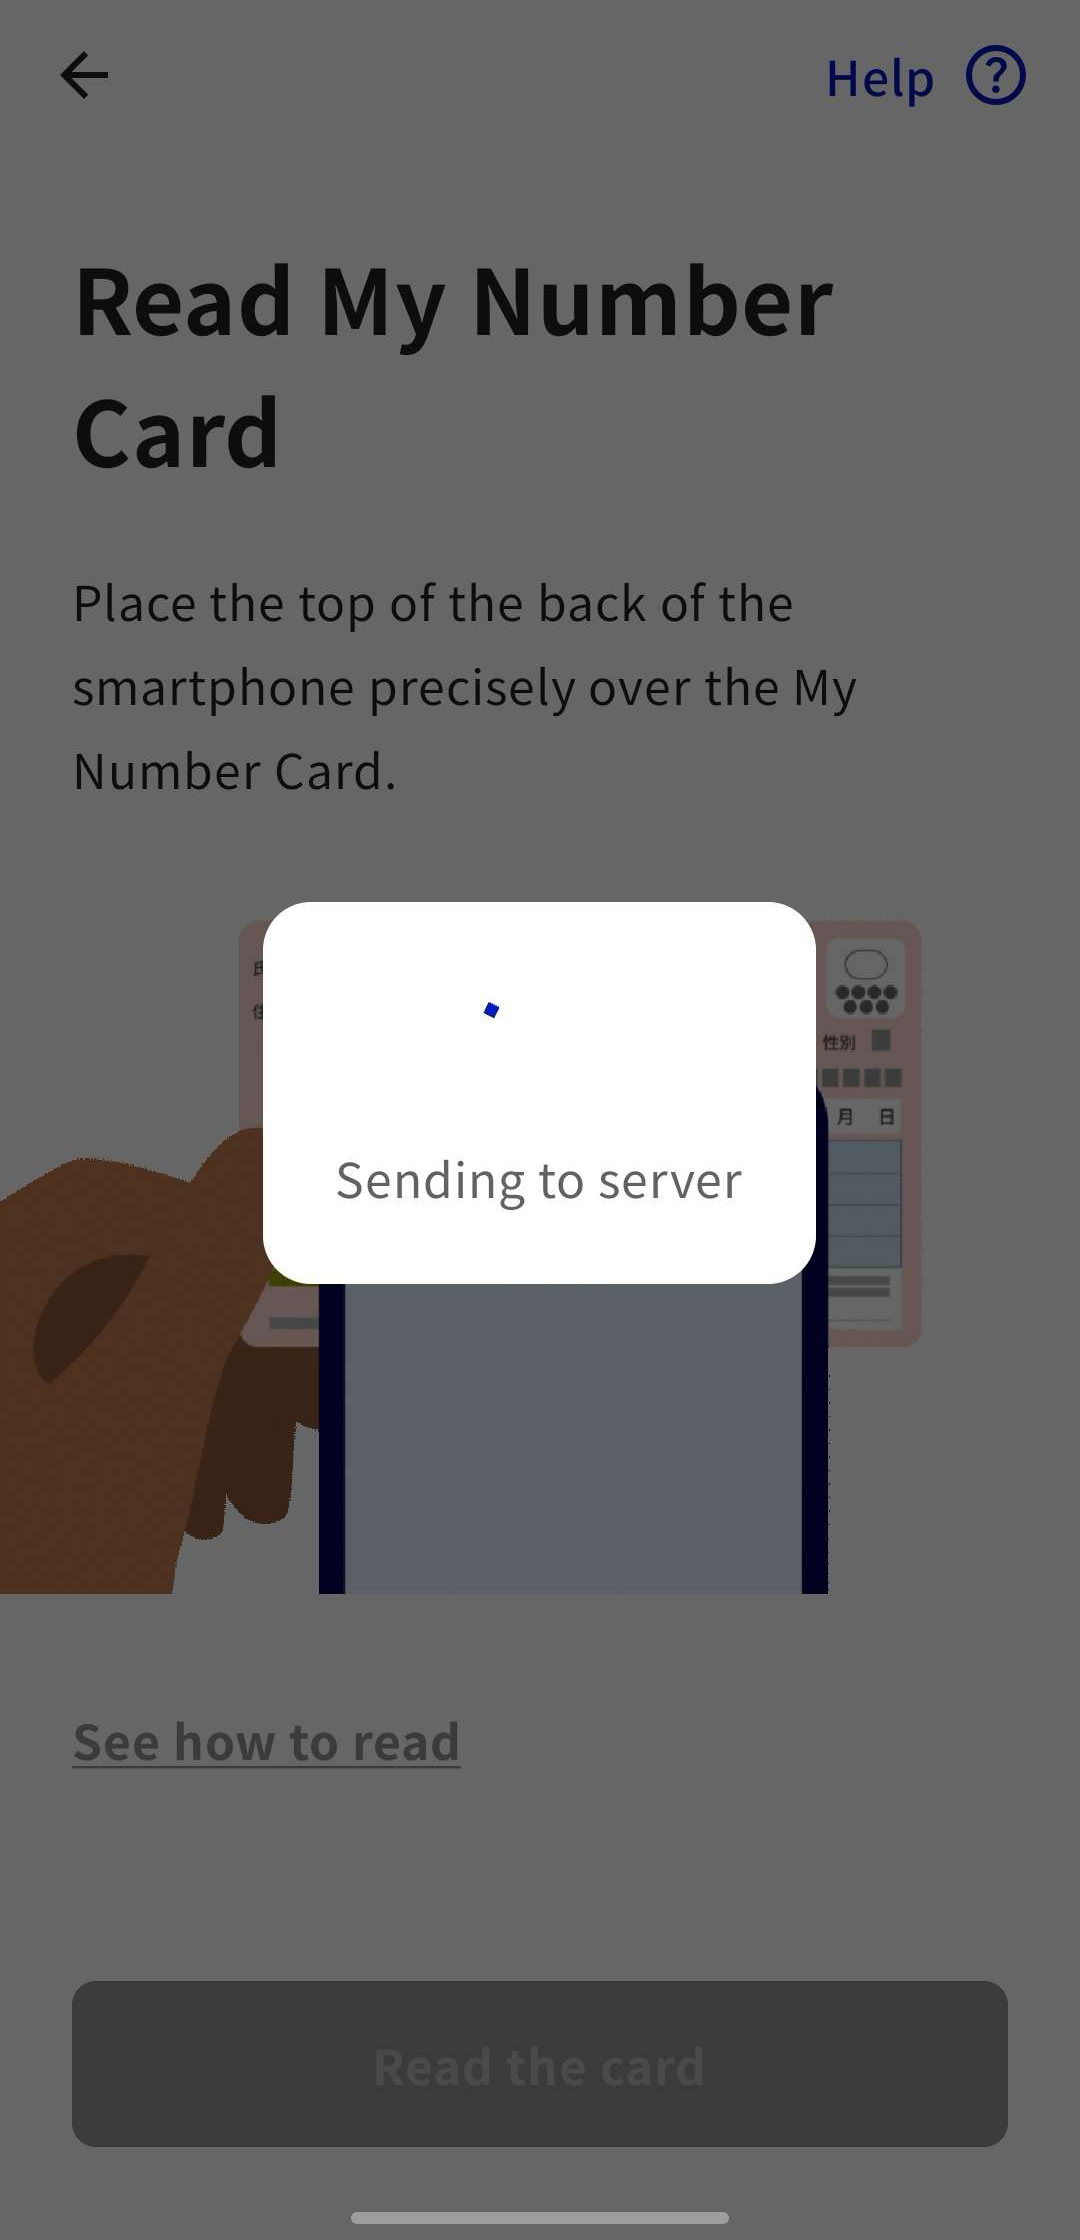 Help
Read My Number
Card
Place the top of the back of the
smartphone precisely over the My
Number Card.
性別
月 日
Sending to server
See how to read
Read the card